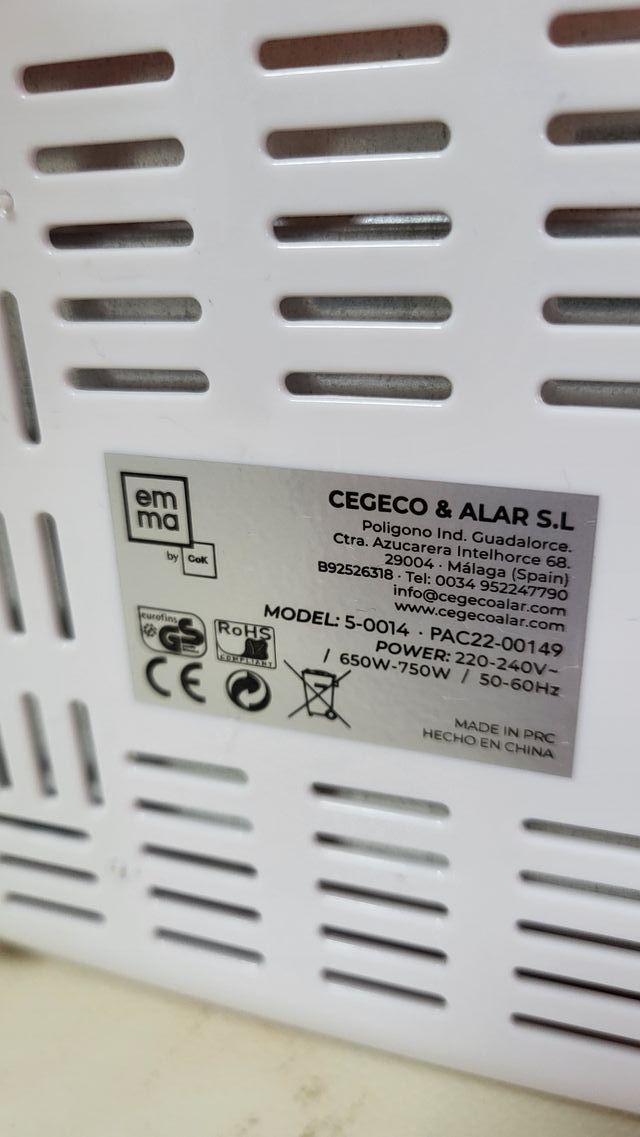 em
ma
by CoK
CEGECO & ALAR S.L
Poligono Ind. Guadalorce.
Ctra. Azucarera Intelhorce 68.
29004 · Málaga (Spain)
B92526318 · Tel: 0034 952247790
info@cegecoalar.com
www.cegecoalar.com
MODEL: 5-0014 · PAC22-00149
POWER: 220-240V~
/ 650W-750W / 50-60Hz
eurofins
GS
RoHS
COMPLIANT
CE
MADE IN PRC
HECHO EN CHINA